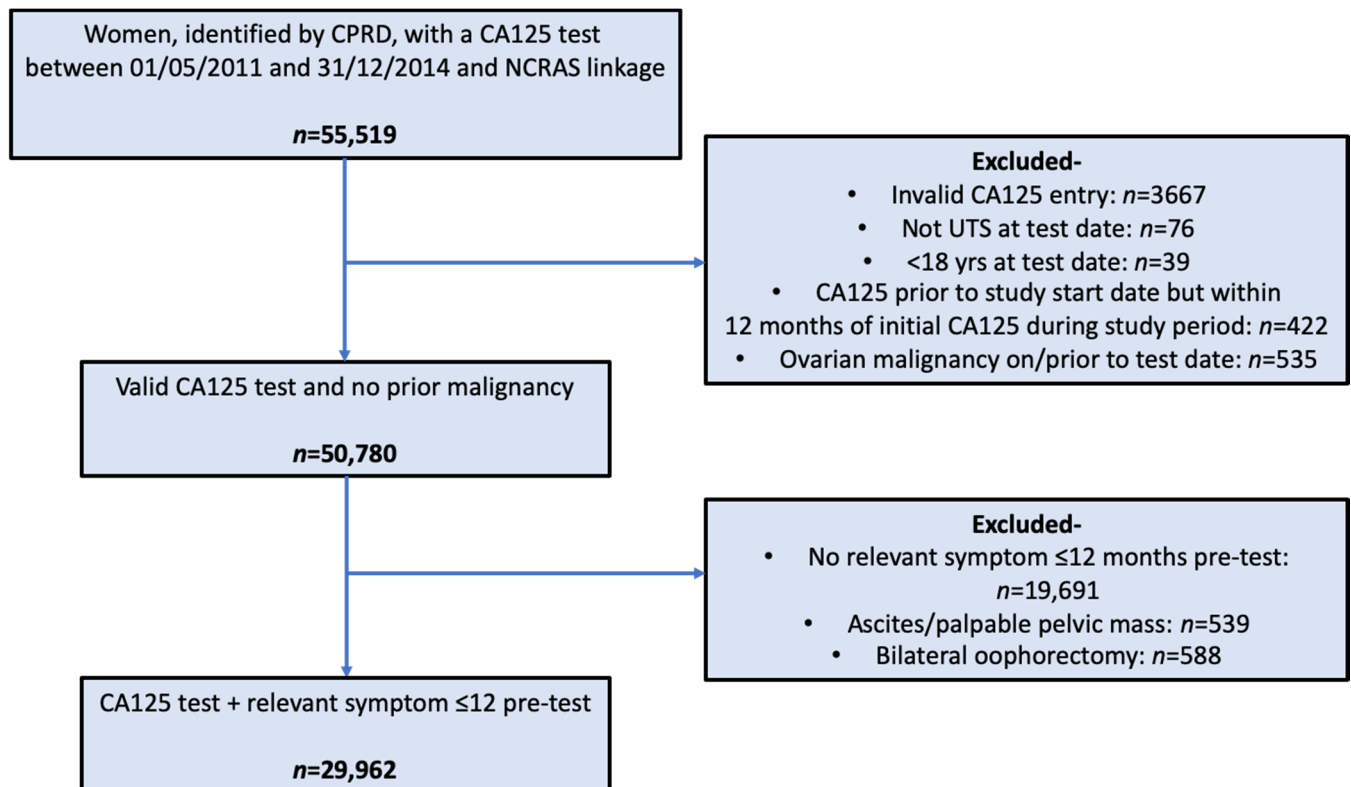 Women, identified by CPRD, with a CA125 test
between 01/05/2011 and 31/12/2014 and NCRAS linkage
n=55,519
Excluded-
• Invalid CA125 entry: n=3667
• Not UTS at test date: n=76
• <18 yrs at test date: n=39
• CA125 prior to study start date but within
12 months of initial CA125 during study period: n=422
• Ovarian malignancy on/prior to test date: n=535
Valid CA125 test and no prior malignancy
n=50,780
Excluded-
• No relevant symptom ≤12 months pre-test:
n=19,691
• Ascites/palpable pelvic mass: n=539
• Bilateral oophorectomy: n=588
CA125 test + relevant symptom ≤12 pre-test
n=29,962